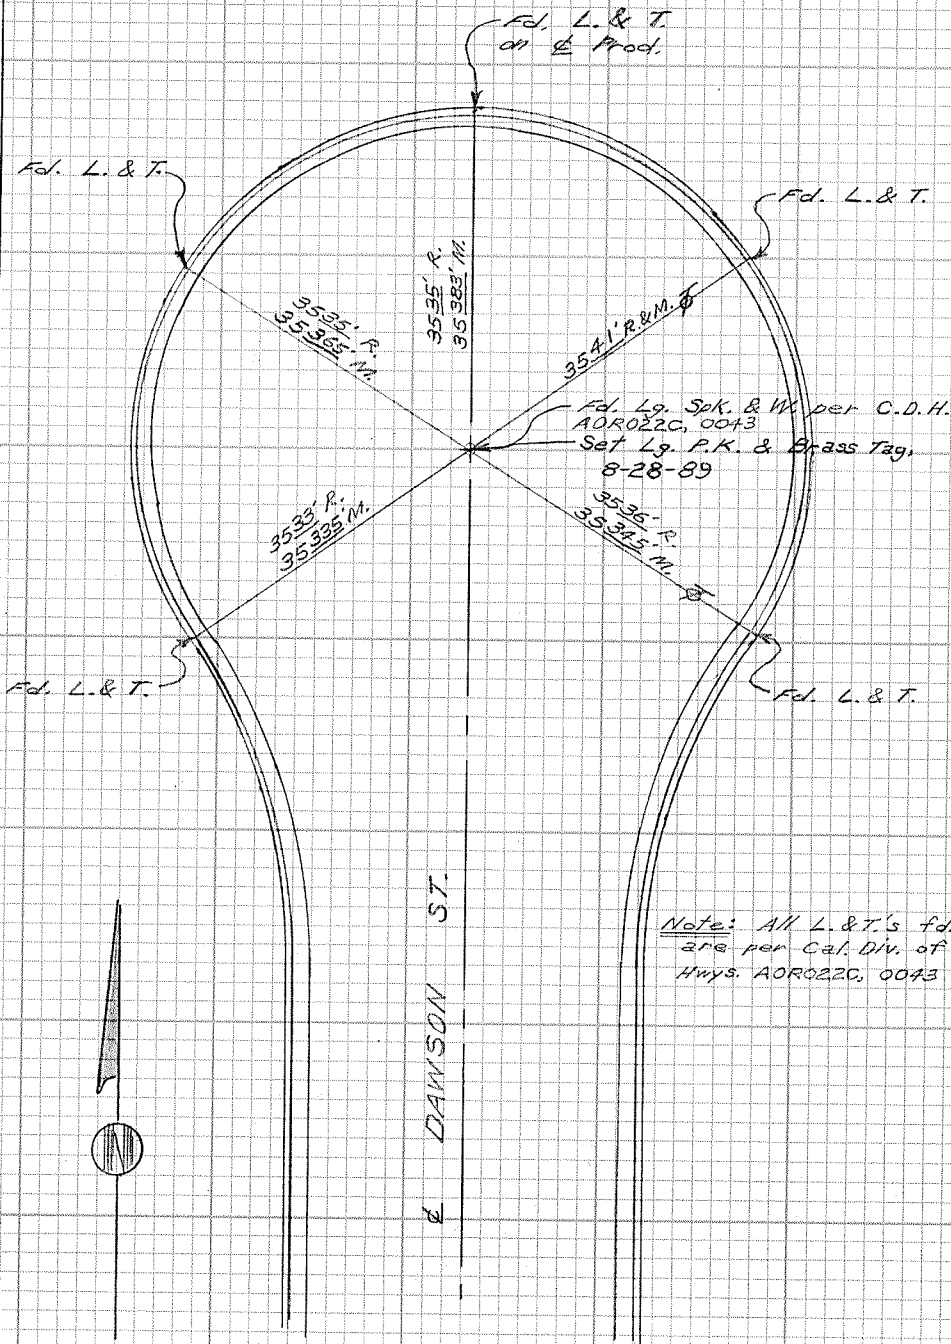 Fd. L. & T.
on ℄ Prod.
Fd. L. & T.
Fd. L. & T.
35 35' R.
35 383' M.
35 35' R.
35 365' M.
35 41' R. & M.
Fd. Lg. Spk. & W. per C.D.H.
A0R022C, 0043
Set Lg. P.K. & Brass Tag,
8-28-89
35 33' R.
35 335' M.
35 36' R.
35 345' M.
Fd. L. & T.
Fd. L. & T.
Note: All L. & T.'s fd.
are per Cal. Div. of
Hwys. A0R022C, 0043
℄ DAWSON ST.
N